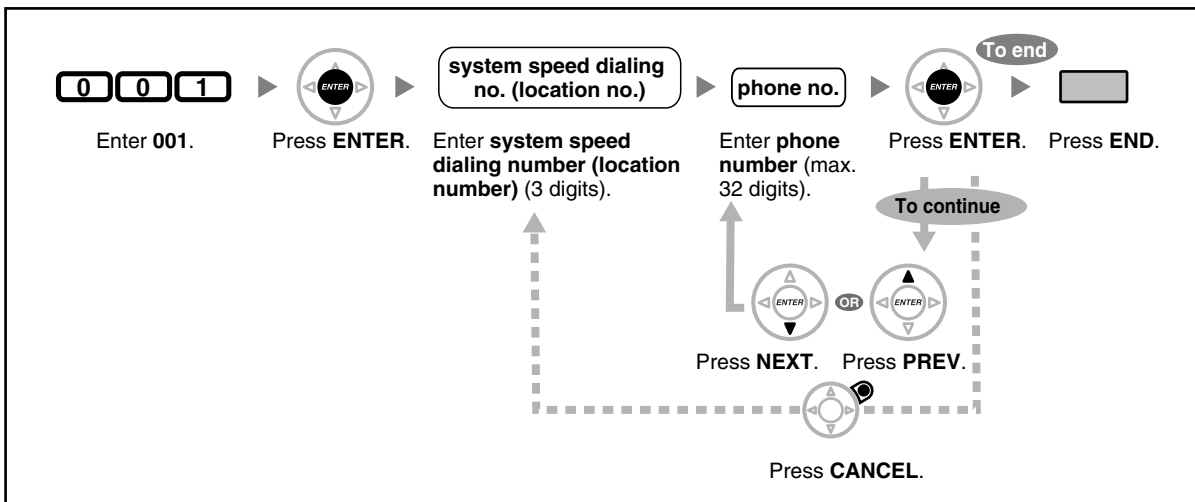 To end
0 0 1
ENTER
system speed dialing
no. (location no.)
phone no.
ENTER
Enter 001.
Press ENTER.
Enter system speed
dialing number (location
number) (3 digits).
Enter phone
number (max.
32 digits).
Press ENTER.
Press END.
To continue
ENTER
OR
ENTER
Press NEXT.
Press PREV.
Press CANCEL.